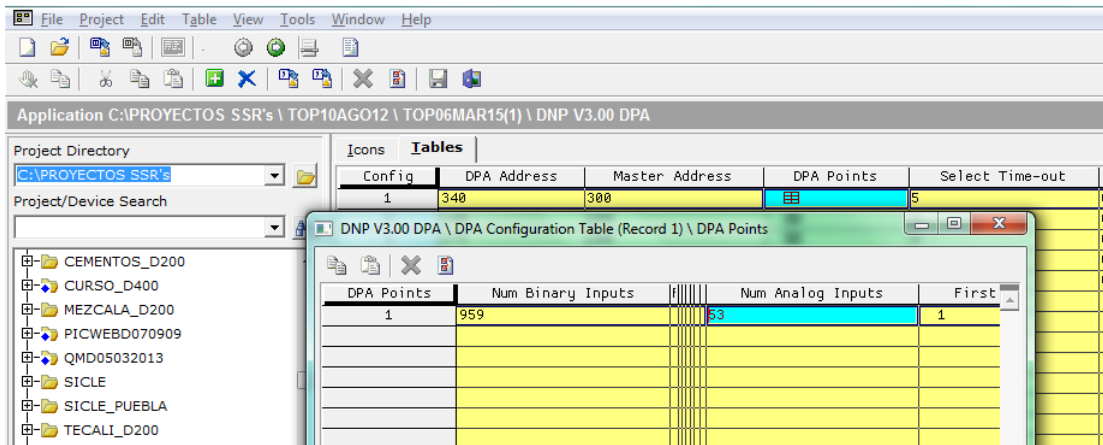 File Project Edit Table View Tools Window Help
Application C:\PROYECTOS SSR's \ TOP10AGO12 \ TOP06MAR15(1) \ DNP V3.00 DPA
Project Directory
C:\PROYECTOS SSR's
Project/Device Search
CEMENTOS_D200
CURSO_D400
MEZCALA_D200
PICWEBD070909
QMD05032013
SICLE
SICLE_PUEBLA
TECALI_D200
Icons Tables
Config DPA Address Master Address DPA Points Select Time-out
1 340 300 5
DNP V3.00 DPA \ DPA Configuration Table (Record 1) \ DPA Points
DPA Points Num Binary Inputs F Num Analog Inputs First
1 959 53 1